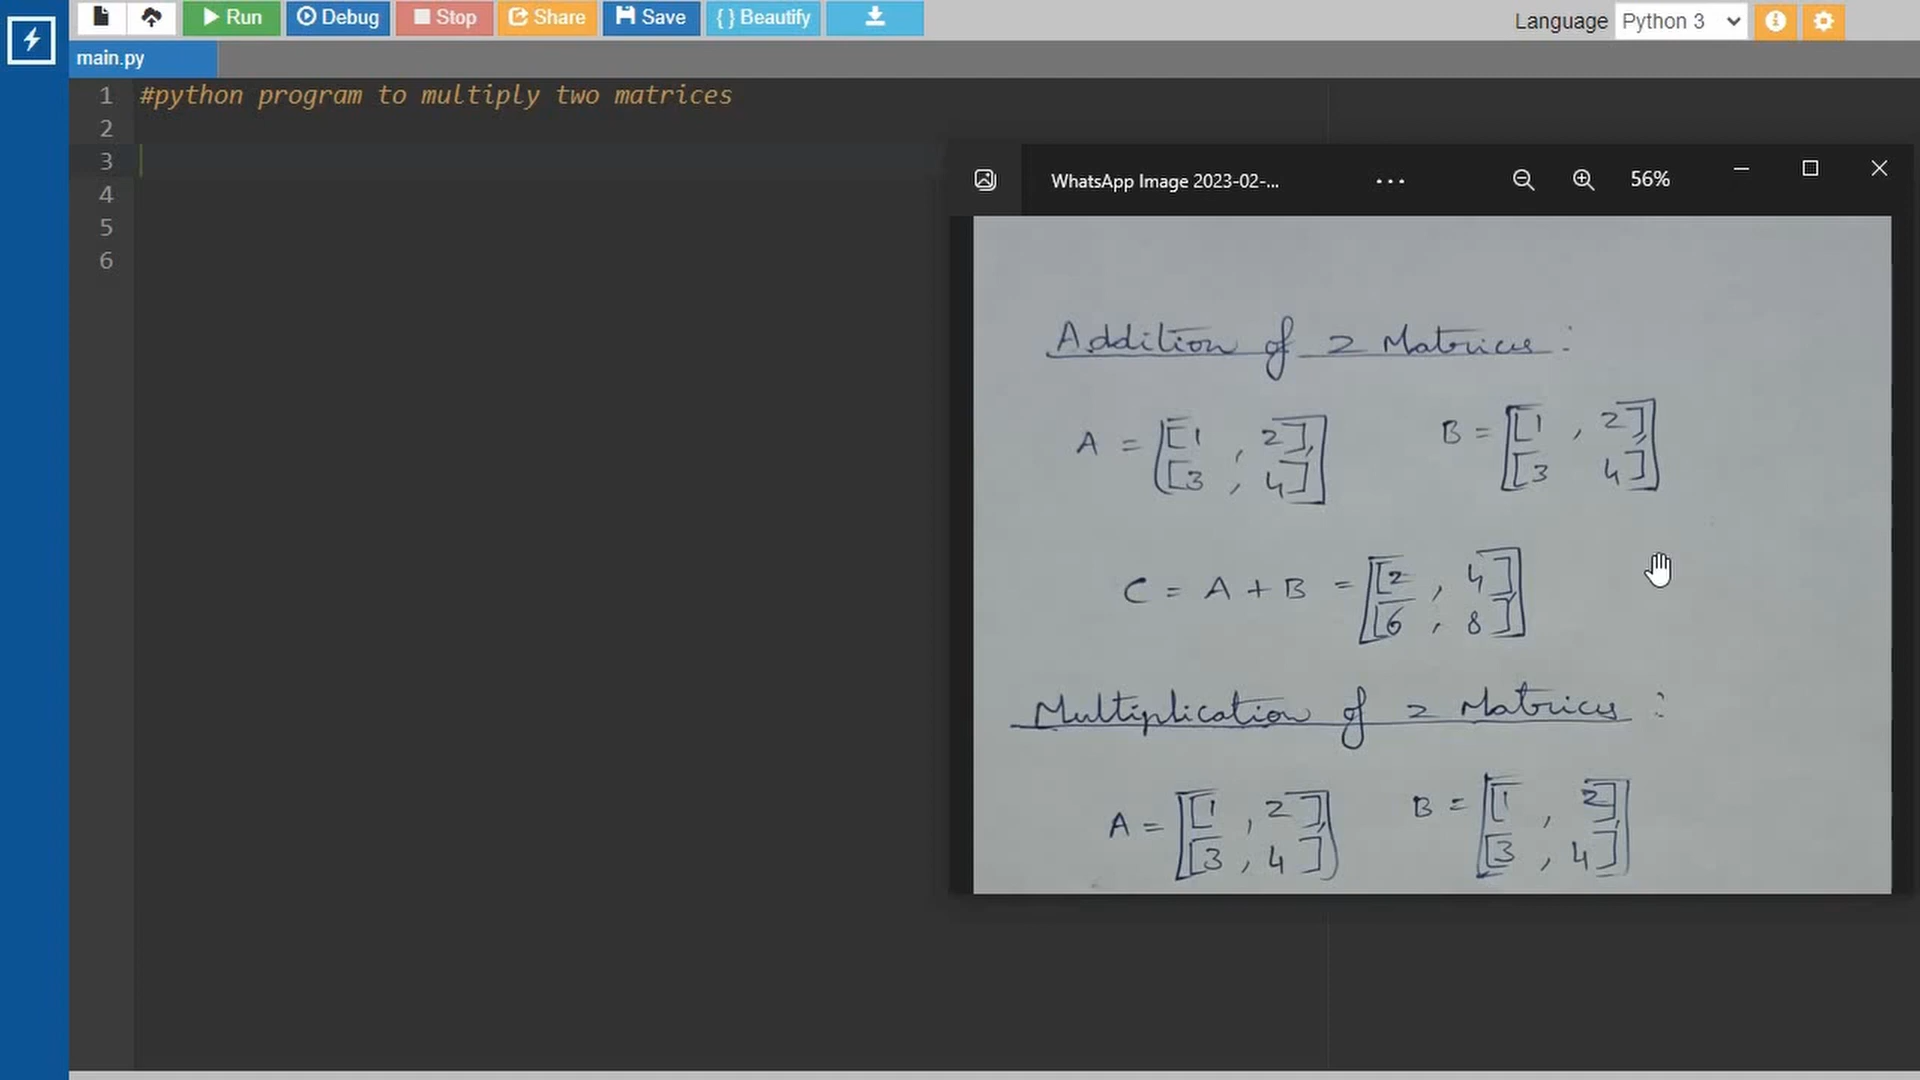 Run Debug Stop Share Save { } Beautify
Language Python 3
main.py
1 #python program to multiply two matrices
2
3
4
5
6
WhatsApp Image 2023-02-... ... 56%
Addition of 2 Matrices :
A = [[1 , 2], B = [[1 , 2],
[3 , 4]] [3 4]]
C = A + B = [[2 , 4]
[6 , 8]]
Multiplication of 2 Matrices :
A = [[1 , 2], B = [[1 , 2],
[3 , 4]] [3 , 4]]